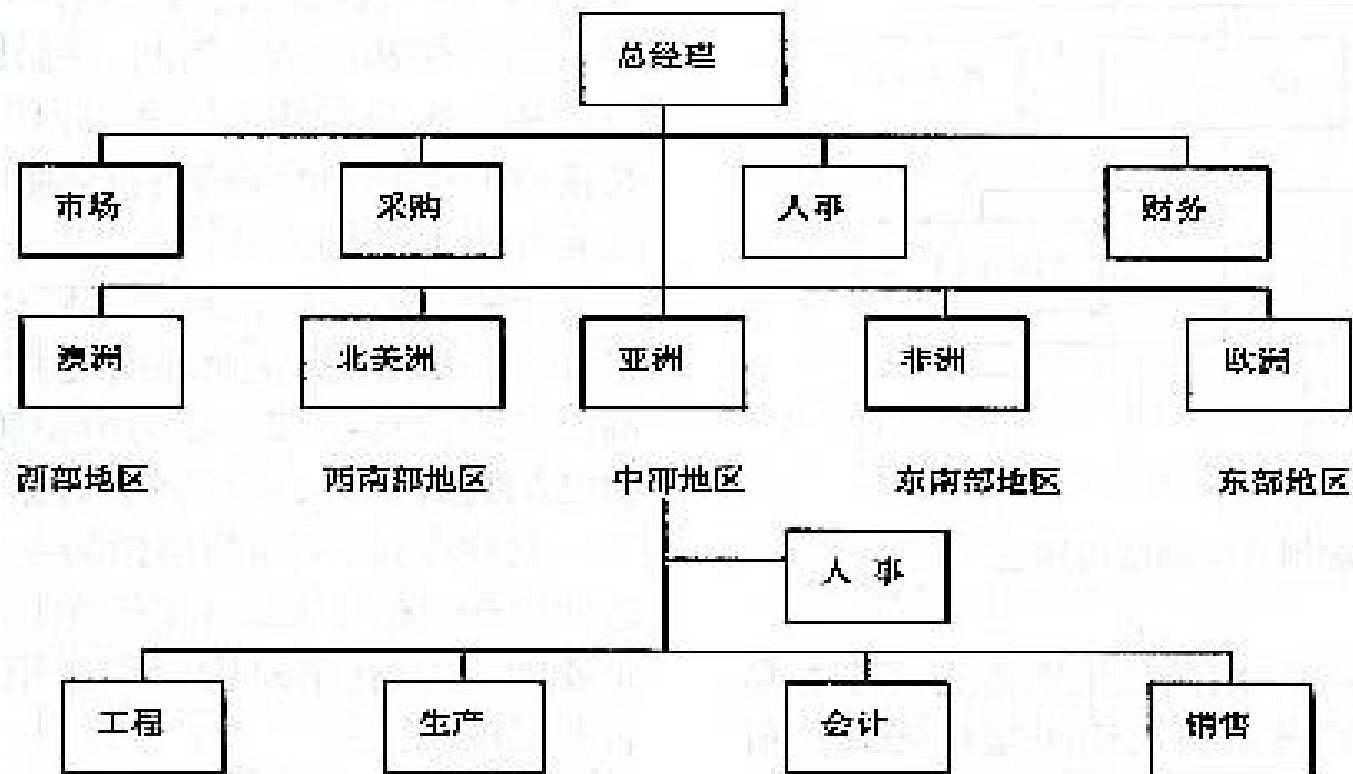 总经理
市场 采购 人事 财务
澳洲 北美洲 亚洲 非洲 欧洲
西部地区 西南部地区 中部地区 东南部地区 东部地区
人 事
工程 生产 会计 销售